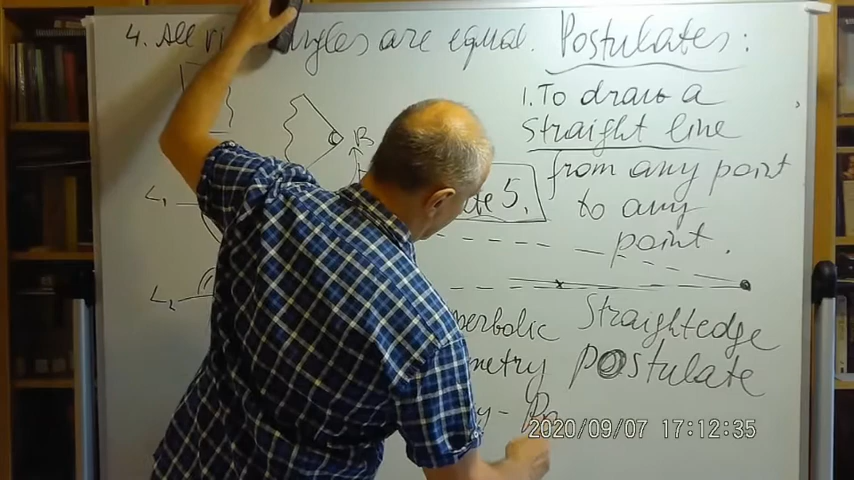 4. All right angles are equal. Postulates:
1. To draw a
straight line
from any point
to any
point.
B
L1
5.
L2
Straightedge
Postulate
2020/09/07 17:12:35